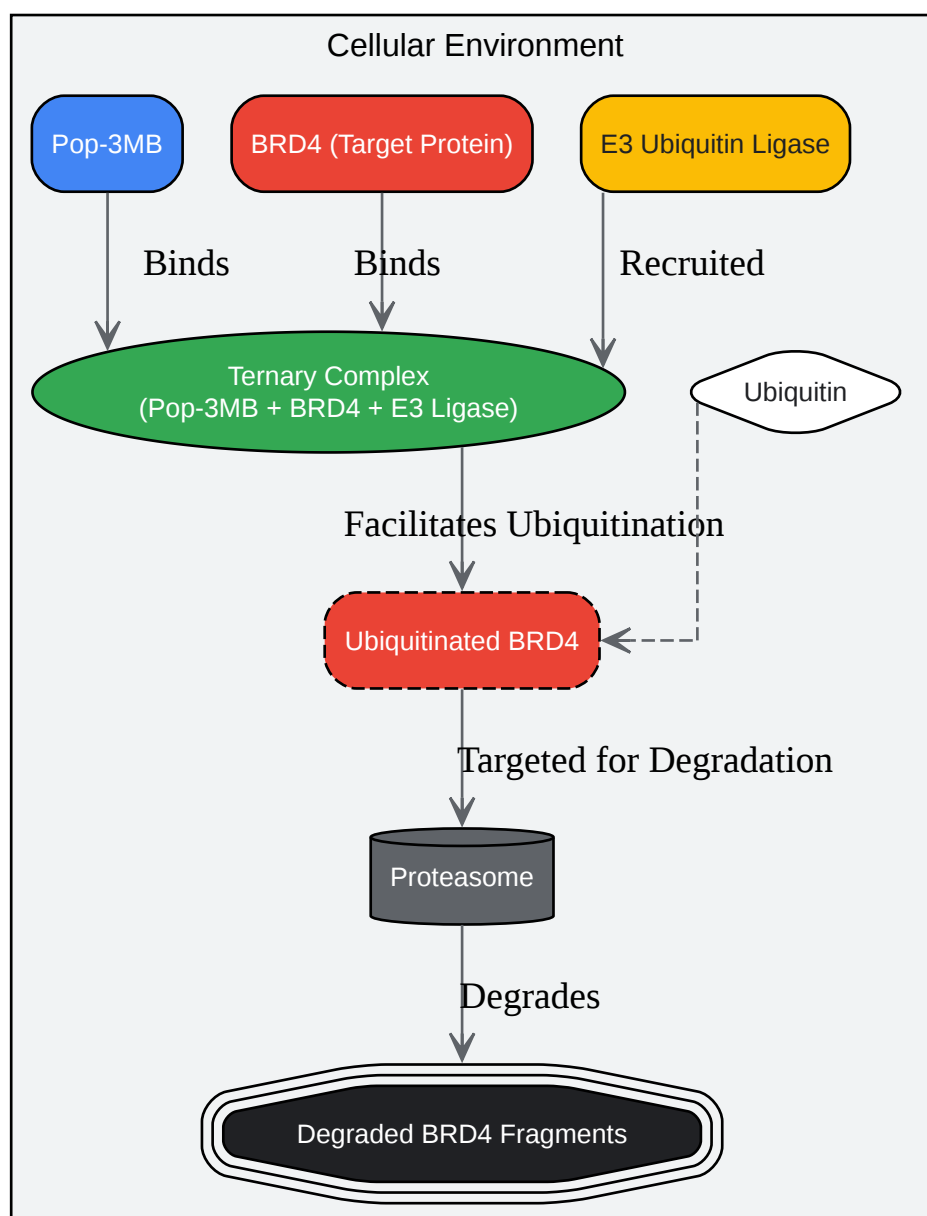 Cellular Environment
Pop-3MB
BRD4 (Target Protein)
E3 Ubiquitin Ligase
Binds
Binds
Recruited
Ternary Complex
(Pop-3MB + BRD4 + E3 Ligase)
Ubiquitin
Facilitates Ubiquitination
Ubiquitinated BRD4
Targeted for Degradation
Proteasome
Degrades
Degraded BRD4 Fragments